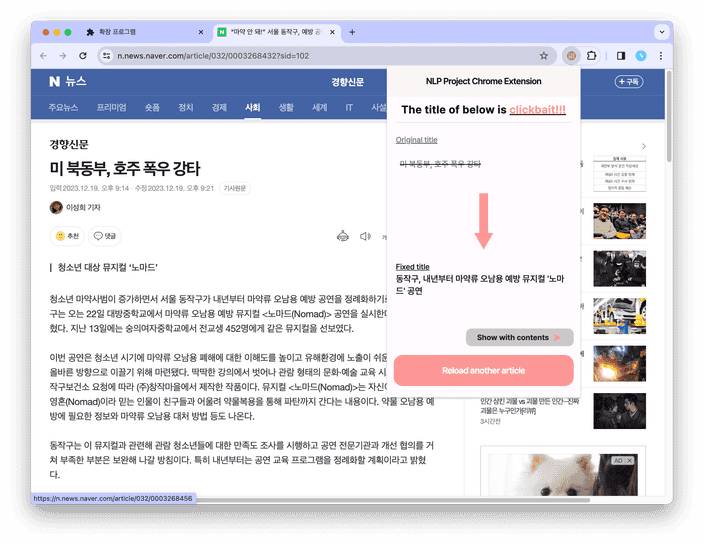 확장 프로그램
"마약 안 돼!" 서울 동작구, 예방 공
n.news.naver.com/article/032/0003268432?sid=102
N 뉴스
경향신문
구독
주요뉴스 프리미엄 숏폼 정치 경제 사회 생활 세계 IT 사설
경향신문
미 북동부, 호주 폭우 강타
입력 2023.12.19. 오후 9:14 · 수정 2023.12.19. 오후 9:21 기사원문
이성희 기자
추천 댓글
가
| 청소년 대상 뮤지컬 ‘노마드’
청소년 마약사범이 증가하면서 서울 동작구가 내년부터 마약류 오남용 예방 공연을 정례화하기로
구는 오는 22일 대방중학교에서 마약류 오남용 예방 뮤지컬 <노마드(Nomad)> 공연을 실시한다
혔다. 지난 13일에는 숭의여자중학교에서 전교생 452명에게 같은 뮤지컬을 선보였다.
이번 공연은 청소년 시기에 마약류 오남용 폐해에 대한 이해도를 높이고 유해환경에 노출이 쉬운
올바른 방향으로 이끌기 위해 마련됐다. 딱딱한 강의에서 벗어나 관람 형태의 문화·예술 교육 시
작구보건소 요청에 따라 (주)창작마을에서 제작한 작품이다. 뮤지컬 <노마드(Nomad)>는 자신이
영혼(Nomad)이라 믿는 인물이 친구들과 어울려 약물복용을 통해 파탄까지 간다는 내용이다. 약물 오남용 예
방에 필요한 정보와 마약류 오남용 대처 방법 등도 나온다.
동작구는 이 뮤지컬과 관련해 관람 청소년들에 대한 만족도 조사를 시행하고 공연 전문기관과 개선 협의를 거
쳐 부족한 부분은 보완해 나갈 방침이다. 특히 내년부터는 공연 교육 프로그램을 정례화할 계획이라고 밝혔
다.
https://n.news.naver.com/article/032/0003268456
NLP Project Chrome Extension
The title of below is clickbait!!!
Original title
미 북동부, 호주 폭우 강타
Fixed title
동작구, 내년부터 마약류 오남용 예방 뮤지컬 '노마
드' 공연
Show with contents
Reload another article
인간 삼킨 괴물 vs 괴물 만든 인간…진짜
괴물은 누구인가[리뷰]
3시간전
AD